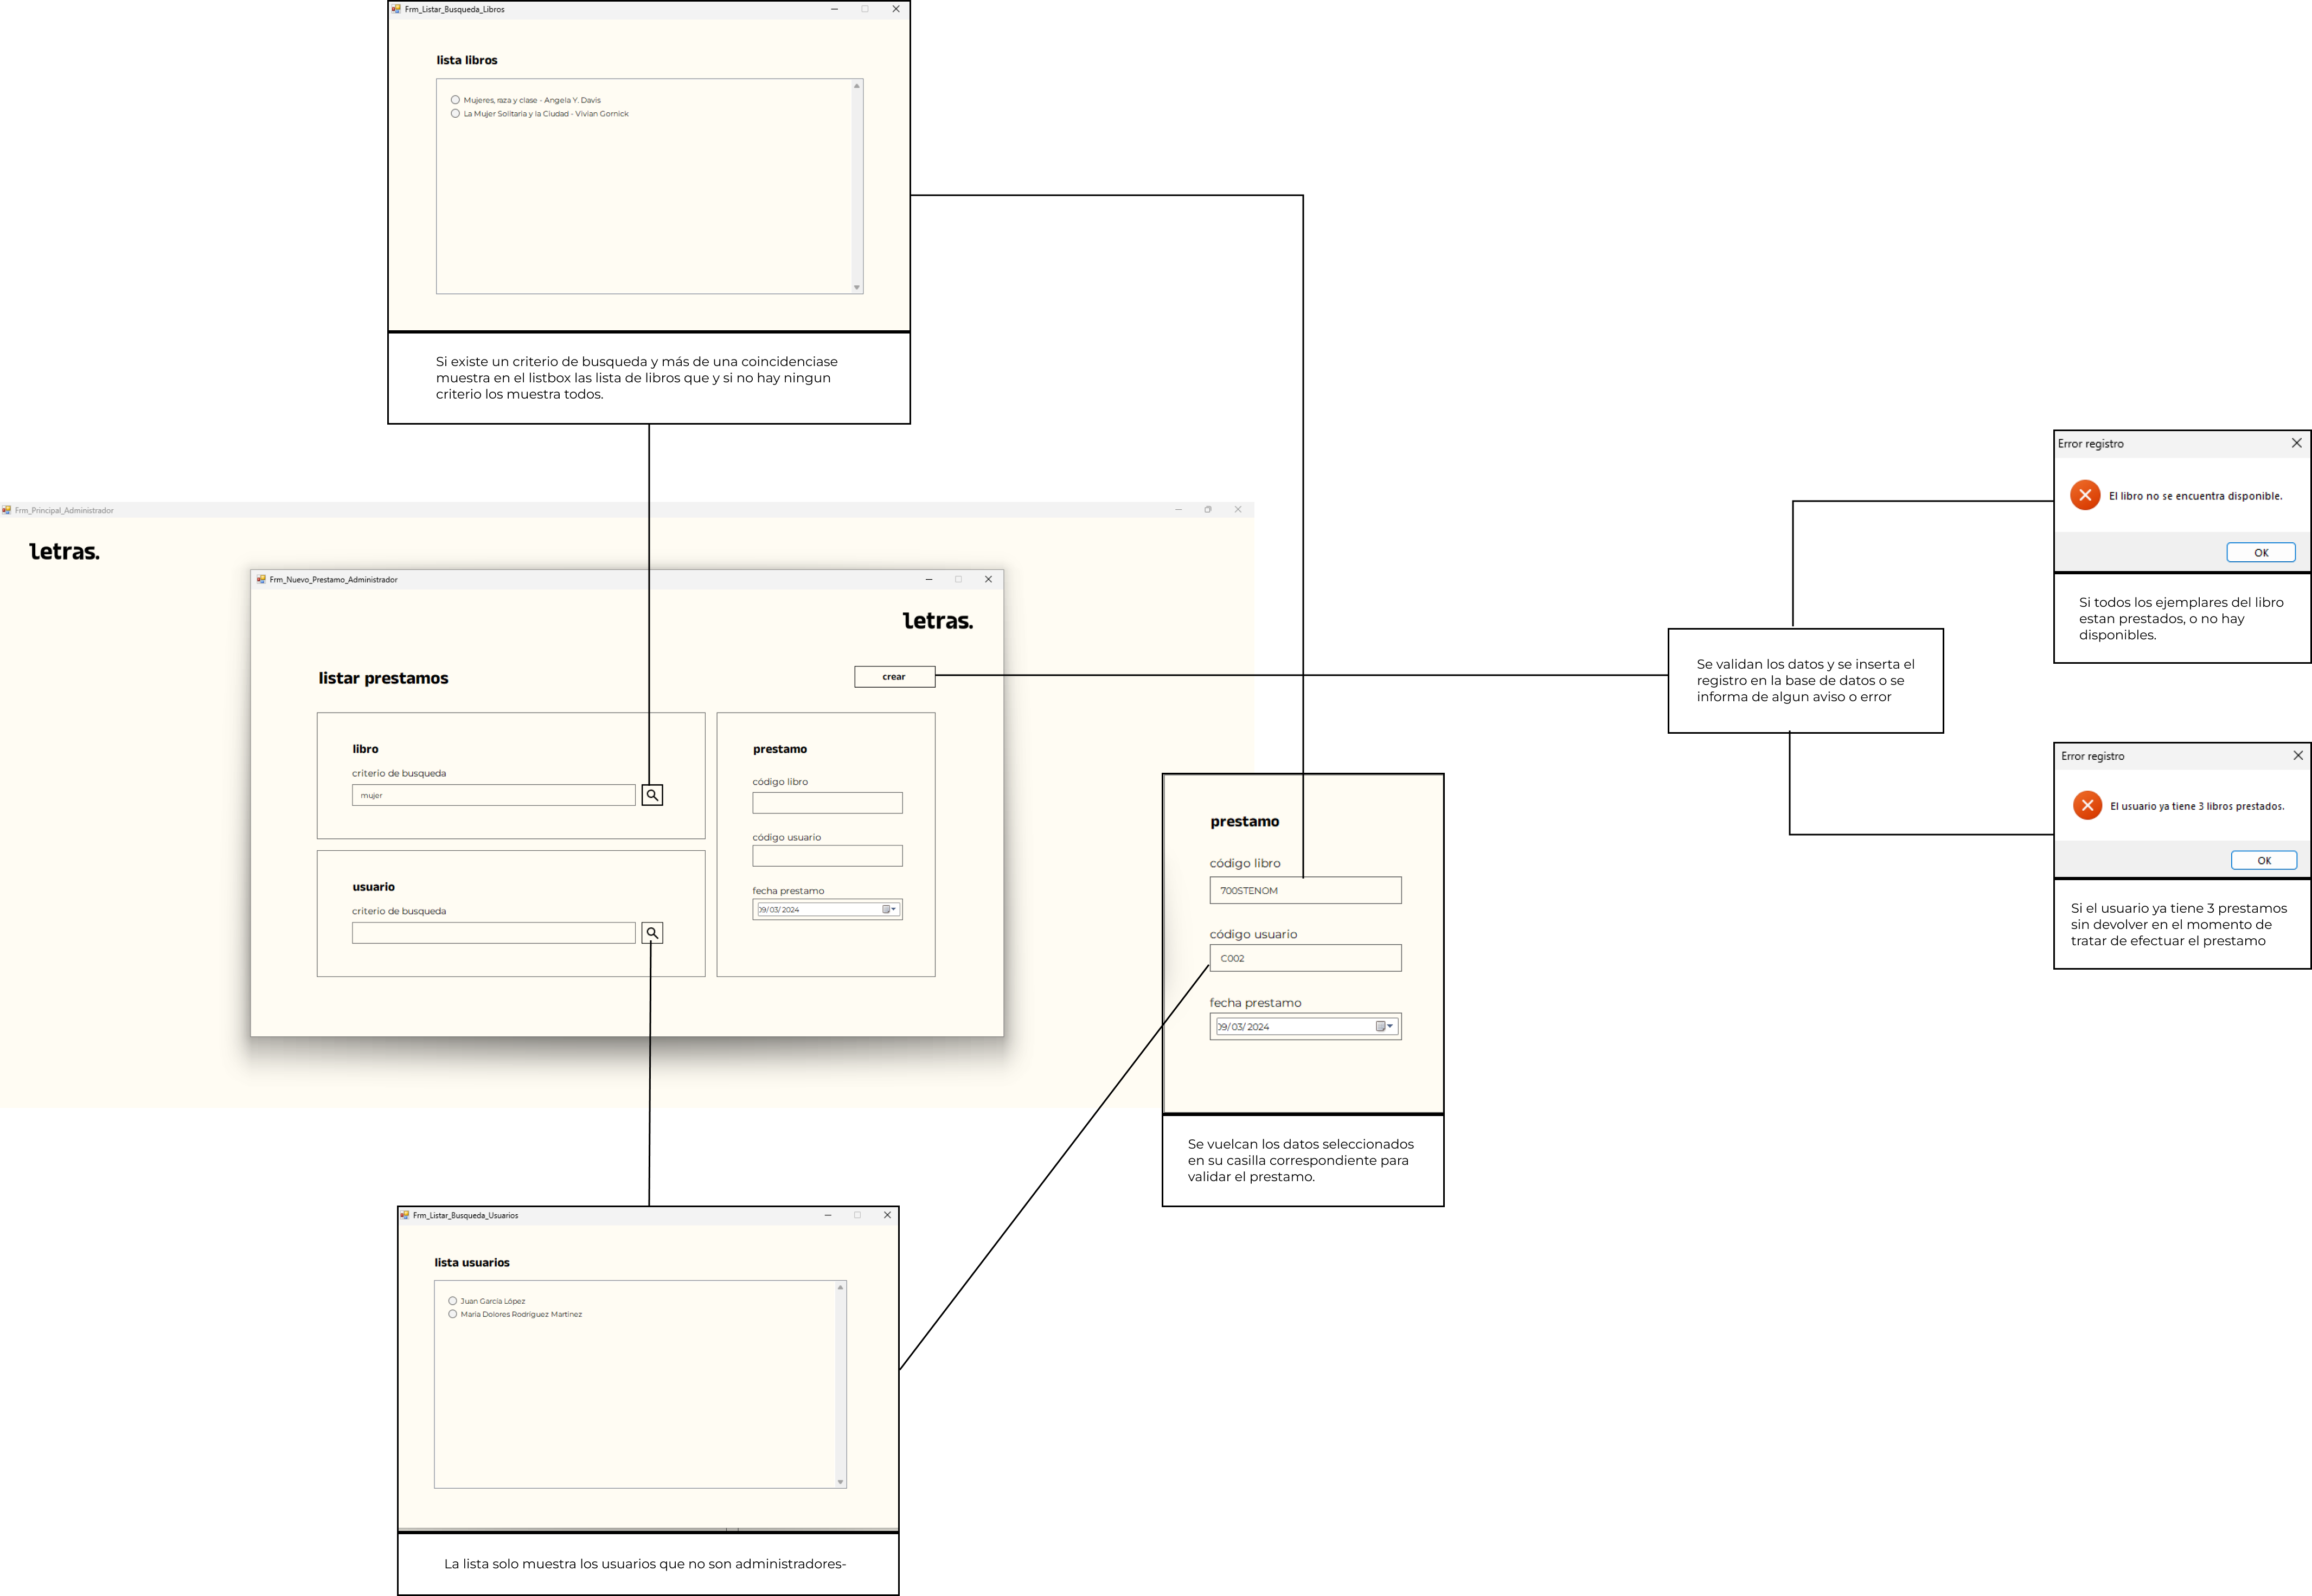 Frm_Listar_Busqueda_Libros
lista libros
Mujeres, raza y clase - Angela Y. Davis
La Mujer Solitaria y la Ciudad - Vivian Gornick
Si existe un criterio de busqueda y más de una coincidenciase
muestra en el listbox las lista de libros que y si no hay ningun
criterio los muestra todos.
Frm_Principal_Administrador
letras.
Frm_Nuevo_Prestamo_Administrador
letras.
listar prestamos
crear
libro
criterio de busqueda
mujer
usuario
criterio de busqueda
prestamo
código libro
código usuario
fecha prestamo
09/03/2024
prestamo
código libro
700STENOM
código usuario
C002
fecha prestamo
09/03/2024
Se vuelcan los datos seleccionados
en su casilla correspondiente para
validar el prestamo.
Se validan los datos y se inserta el
registro en la base de datos o se
informa de algun aviso o error
Error registro
El libro no se encuentra disponible.
OK
Si todos los ejemplares del libro
estan prestados, o no hay
disponibles.
Error registro
El usuario ya tiene 3 libros prestados.
OK
Si el usuario ya tiene 3 prestamos
sin devolver en el momento de
tratar de efectuar el prestamo
Frm_Listar_Busqueda_Usuarios
lista usuarios
Juan García López
María Dolores Rodríguez Martínez
La lista solo muestra los usuarios que no son administradores-